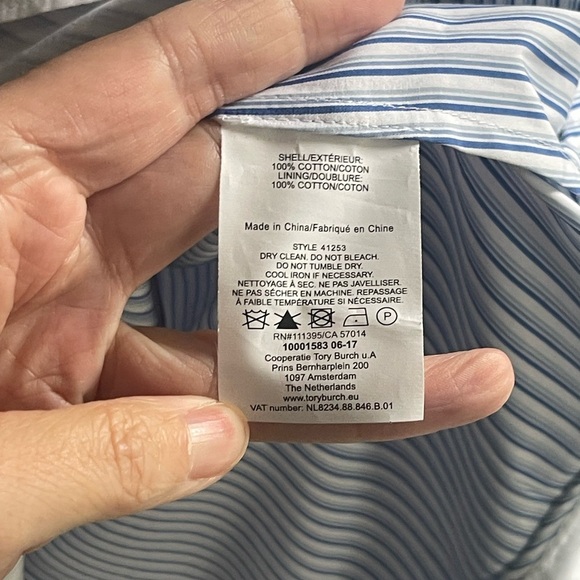 SHELL/EXTÉRIEUR:
100% COTTON/COTON
LINING/DOUBLURE:
100% COTTON/COTON
Made in China/Fabriqué en Chine
STYLE 41253
DRY CLEAN. DO NOT BLEACH.
DO NOT TUMBLE DRY.
COOL IRON IF NECESSARY.
NETTOYAGE À SEC. NE PAS JAVELLISER.
NE PAS SÉCHER EN MACHINE. REPASSAGE
À FAIBLE TEMPÉRATURE SI NÉCESSAIRE.
P
RN#111395/CA 57014
10001583 06-17
Cooperatie Tory Burch u.A
Prins Bernharplein 200
1097 Amsterdam
The Netherlands
www.toryburch.eu
VAT number: NL8234.88.846.B.01